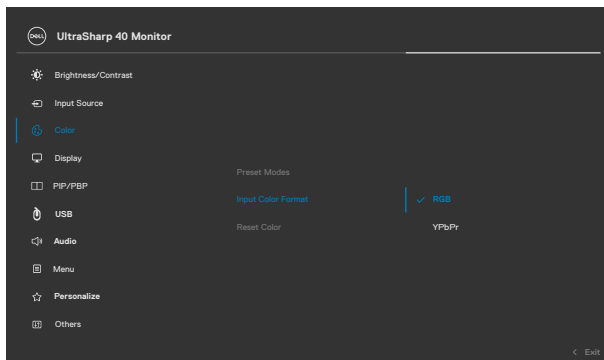 DELL UltraSharp 40 Monitor
Brightness/Contrast
Input Source
Color
Display
Preset Modes
PIP/PBP
Input Color Format
RGB
USB
Reset Color
YPbPr
Audio
Menu
Personalize
Others
< Exit